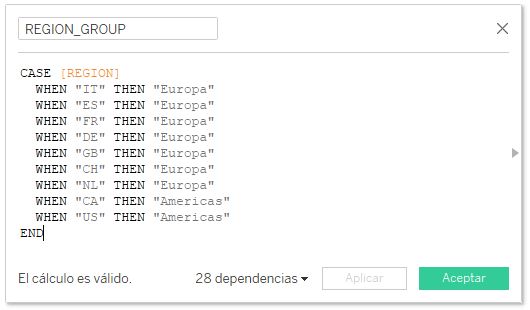 REGION_GROUP
CASE [REGION]
WHEN "IT" THEN "Europa"
WHEN "ES" THEN "Europa"
WHEN "FR" THEN "Europa"
WHEN "DE" THEN "Europa"
WHEN "GB" THEN "Europa"
WHEN "CH" THEN "Europa"
WHEN "NL" THEN "Europa"
WHEN "CA" THEN "Americas"
WHEN "US" THEN "Americas"
END
El cálculo es válido. 28 dependencias Aplicar Aceptar